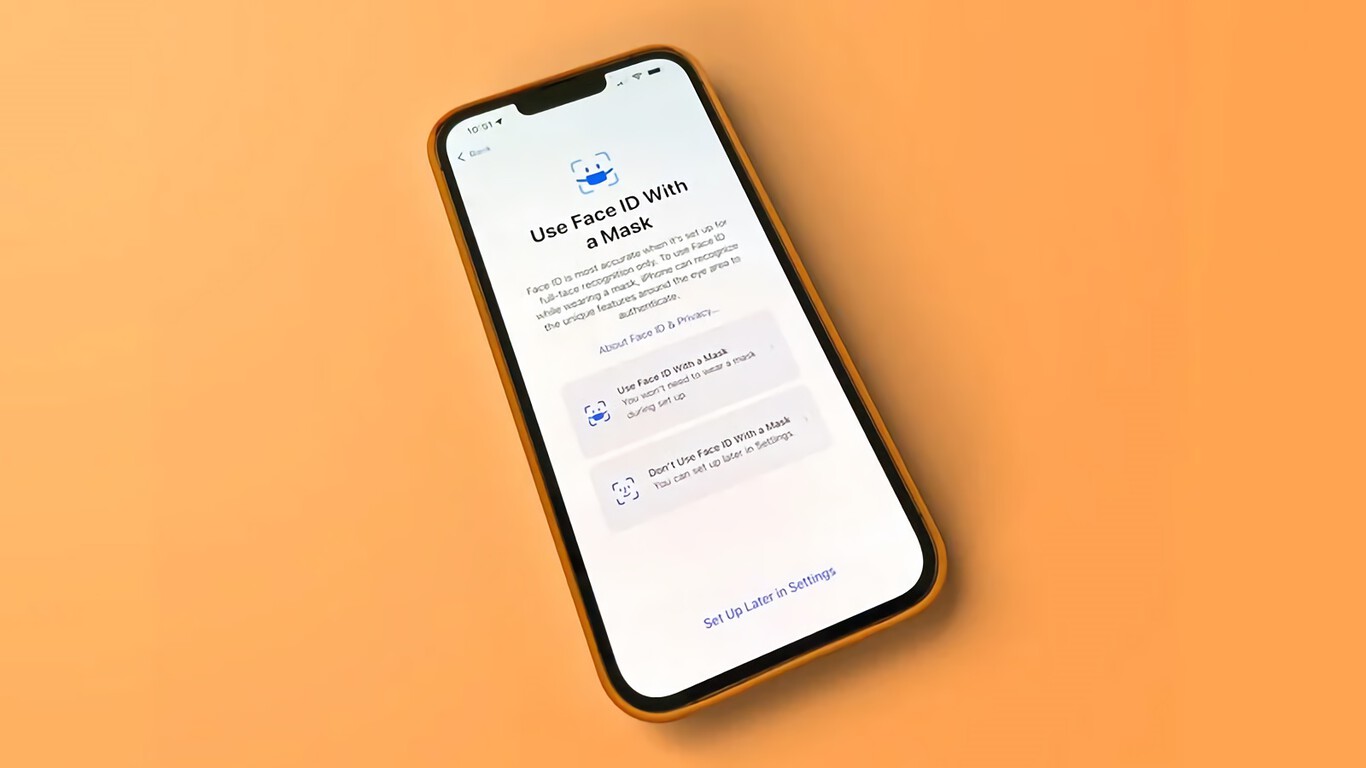 10:01
Back
Use Face ID With
a Mask
Face ID is most accurate when it's set up for
full-face recognition only. To use Face ID
while wearing a mask, iPhone can recognize
the unique features around the eye area to
authenticate.
About Face ID & Privacy...
Use Face ID With a Mask
You won't need to wear a mask
during set up.
Don't Use Face ID With a Mask
You can set up later in Settings.
Set Up Later in Settings